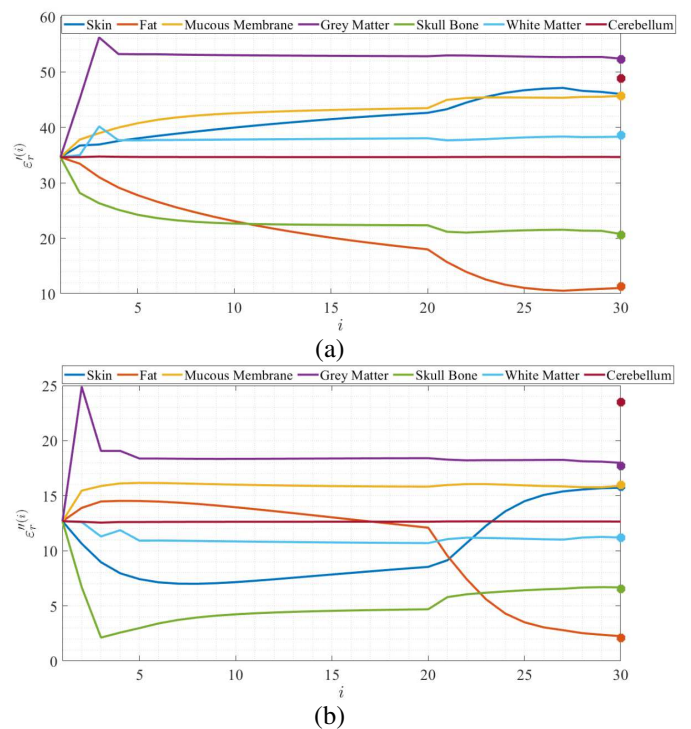 60
Skin Fat Mucous Membrane Grey Matter Skull Bone White Matter Cerebellum
50
40
30
20
10
εr′(i)
5 10 15 20 25 30
i
(a)
Skin Fat Mucous Membrane Grey Matter Skull Bone White Matter Cerebellum
25
20
15
10
5
0
εr″(i)
5 10 15 20 25 30
i
(b)